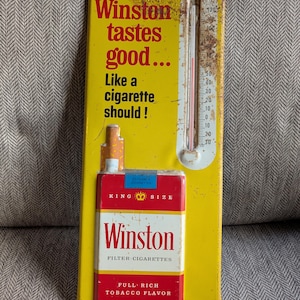 Winston
tastes
good...
Like a
cigarette
should!
KING SIZE
Winston
FILTER·CIGARETTES
FULL·RICH
TOBACCO FLAVOR